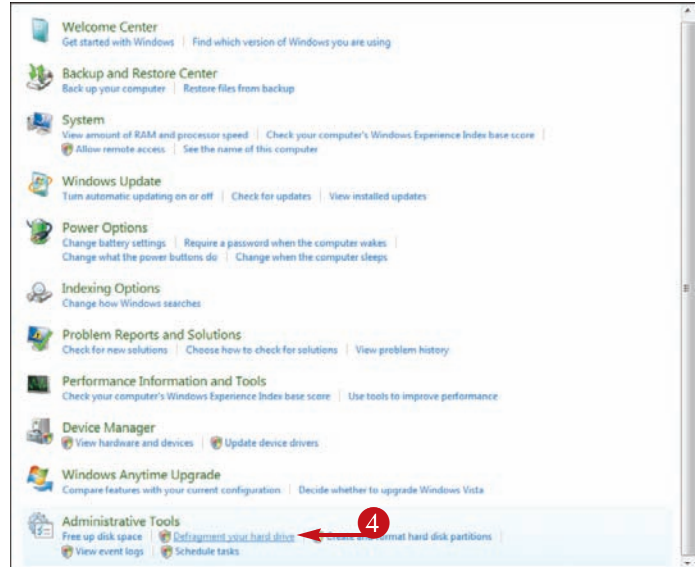 Welcome Center
Get started with Windows | Find which version of Windows you are using
Backup and Restore Center
Back up your computer | Restore files from backup
System
View amount of RAM and processor speed | Check your computer's Windows Experience Index base score |
Allow remote access | See the name of this computer
Windows Update
Turn automatic updating on or off | Check for updates | View installed updates
Power Options
Change battery settings | Require a password when the computer wakes |
Change what the power buttons do | Change when the computer sleeps
Indexing Options
Change how Windows searches
Problem Reports and Solutions
Check for new solutions | Choose how to check for solutions | View problem history
Performance Information and Tools
Check your computer's Windows Experience Index base score | Use tools to improve performance
Device Manager
View hardware and devices | Update device drivers
Windows Anytime Upgrade
Compare features with your current configuration | Decide whether to upgrade Windows Vista
Administrative Tools
Free up disk space | Defragment your hard drive 4 hard disk partitions |
View event logs | Schedule tasks